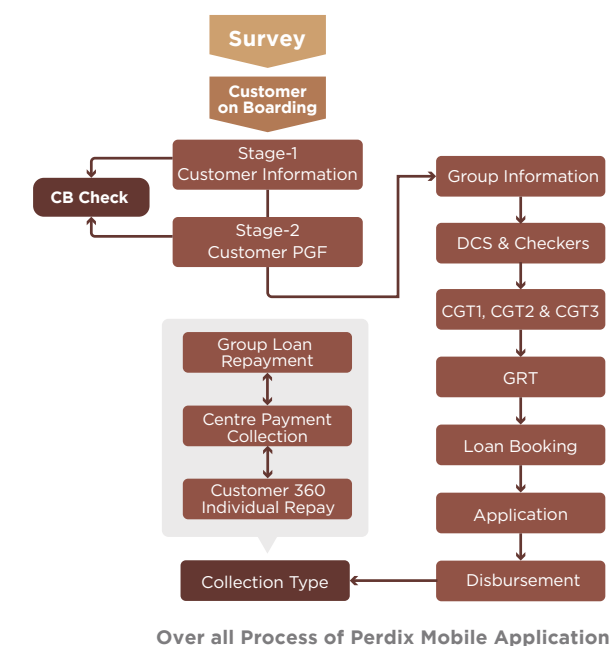 Survey
Customer
on Boarding
Stage-1
Customer Information
CB Check
Stage-2
Customer PGF
Group Information
DCS & Checkers
CGT1, CGT2 & CGT3
GRT
Loan Booking
Application
Disbursement
Group Loan
Repayment
Centre Payment
Collection
Customer 360
Individual Repay
Collection Type
Over all Process of Perdix Mobile Application